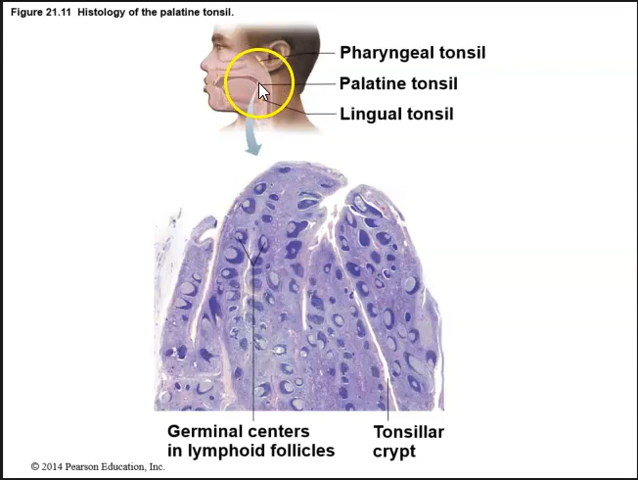 Figure 21.11 Histology of the palatine tonsil.
Pharyngeal tonsil
Palatine tonsil
Lingual tonsil
Germinal centers
in lymphoid follicles
Tonsillar
crypt
© 2014 Pearson Education, Inc.